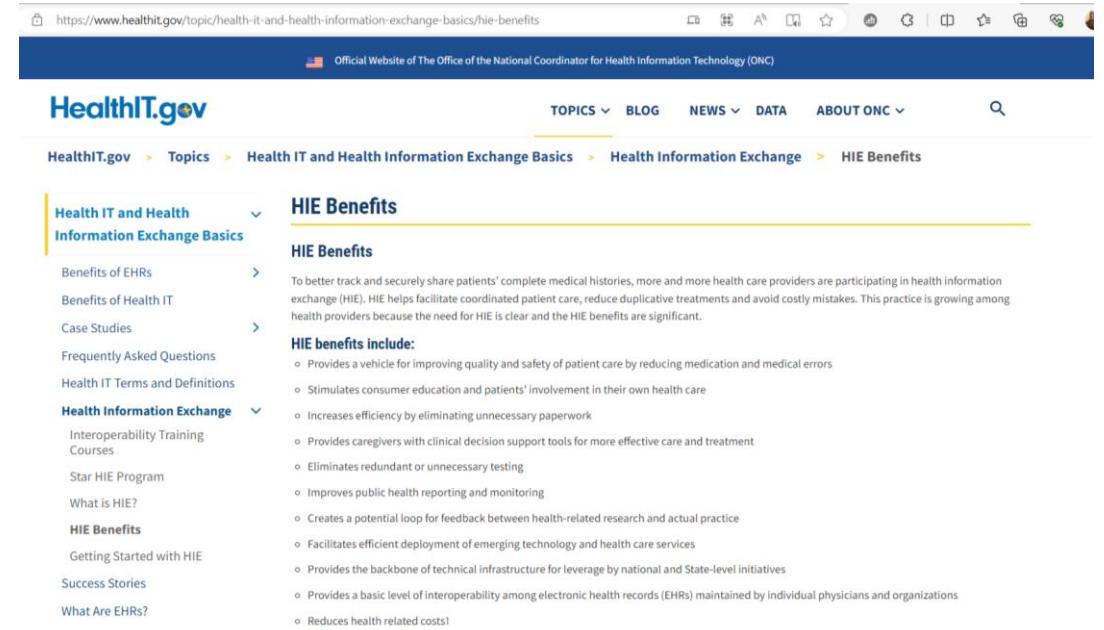 https://www.healthit.gov/topic/health-it-and-health-information-exchange-basics/hie-benefits
Official Website of The Office of the National Coordinator for Health Information Technology (ONC)
HealthIT.gov
TOPICS BLOG NEWS DATA ABOUT ONC
HealthIT.gov > Topics > Health IT and Health Information Exchange Basics > Health Information Exchange > HIE Benefits
Health IT and Health
Information Exchange Basics
Benefits of EHRs
Benefits of Health IT
Case Studies
Frequently Asked Questions
Health IT Terms and Definitions
Health Information Exchange
Interoperability Training
Courses
Star HIE Program
What is HIE?
HIE Benefits
Getting Started with HIE
Success Stories
What Are EHRs?
HIE Benefits
HIE Benefits
To better track and securely share patients' complete medical histories, more and more health care providers are participating in health information
exchange (HIE). HIE helps facilitate coordinated patient care, reduce duplicative treatments and avoid costly mistakes. This practice is growing among
health providers because the need for HIE is clear and the HIE benefits are significant.
HIE benefits include:
Provides a vehicle for improving quality and safety of patient care by reducing medication and medical errors
Stimulates consumer education and patients' involvement in their own health care
Increases efficiency by eliminating unnecessary paperwork
Provides caregivers with clinical decision support tools for more effective care and treatment
Eliminates redundant or unnecessary testing
Improves public health reporting and monitoring
Creates a potential loop for feedback between health-related research and actual practice
Facilitates efficient deployment of emerging technology and health care services
Provides the backbone of technical infrastructure for leverage by national and State-level initiatives
Provides a basic level of interoperability among electronic health records (EHRs) maintained by individual physicians and organizations
Reduces health related costs1